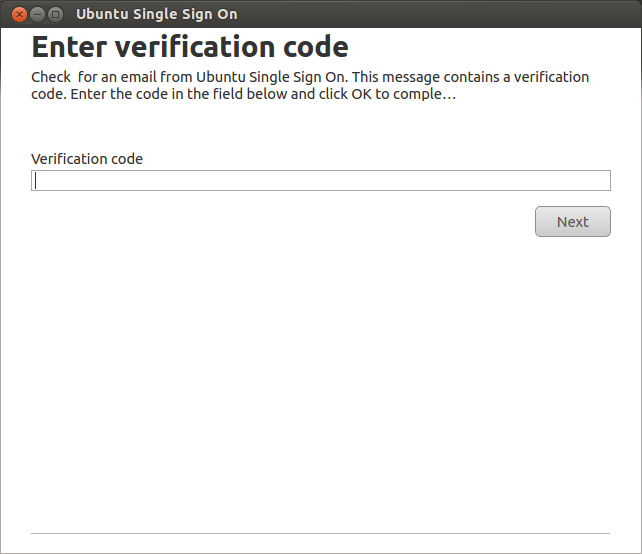 Ubuntu Single Sign On
Enter verification code
Check  for an email from Ubuntu Single Sign On. This message contains a verification
code. Enter the code in the field below and click OK to comple…
Verification code
Next